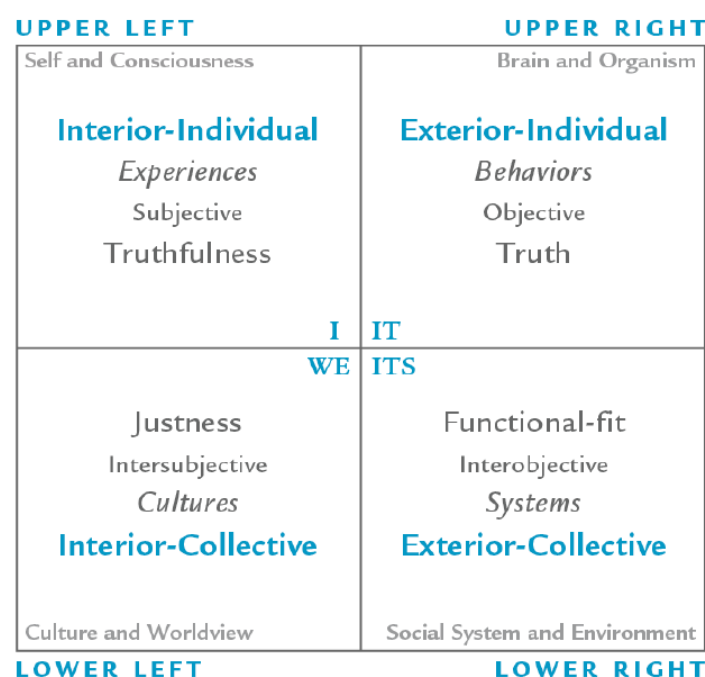 UPPER LEFT
UPPER RIGHT
Self and Consciousness
Brain and Organism
Interior-Individual
Experiences
Subjective
Truthfulness
Exterior-Individual
Behaviors
Objective
Truth
I
IT
WE
ITS
Justness
Intersubjective
Cultures
Interior-Collective
Functional-fit
Interobjective
Systems
Exterior-Collective
Culture and Worldview
Social System and Environment
LOWER LEFT
LOWER RIGHT